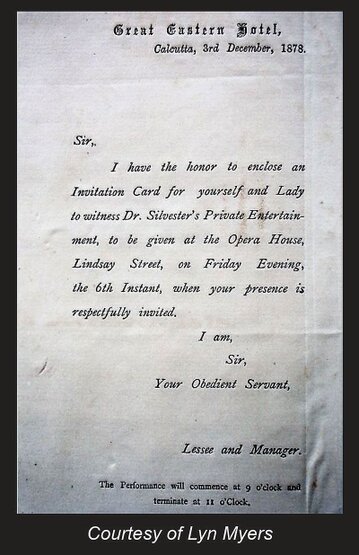 Great Eastern Hotel,
Calcutta, 3rd December, 1878.
Sir,
I have the honor to enclose an
Invitation Card for yourself and Lady
to witness Dr. Silvester's Private Entertain-
ment, to be given at the Opera House,
Lindsay Street, on Friday Evening,
the 6th Instant, when your presence is
respectfully invited.
I am,
Sir,
Your Obedient Servant,
Lessee and Manager.
The Performance will commence at 9 o'clock and
terminate at 11 o'Clock.
Courtesy of Lyn Myers